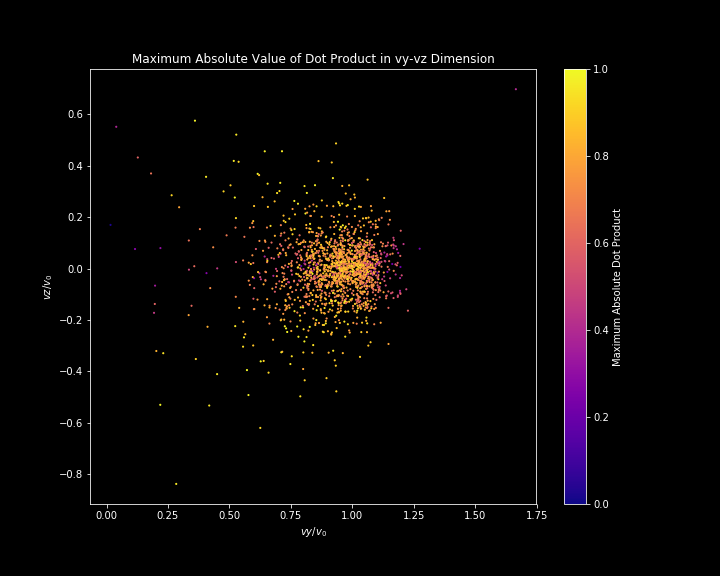 Maximum Absolute Value of Dot Product in vy-vz Dimension
0.6
0.4
0.2
0.0
−0.2
−0.4
−0.6
−0.8
vz/v₀
0.00 0.25 0.50 0.75 1.00 1.25 1.50 1.75
vy/v₀
1.0
0.8
0.6
0.4
0.2
0.0
Maximum Absolute Dot Product